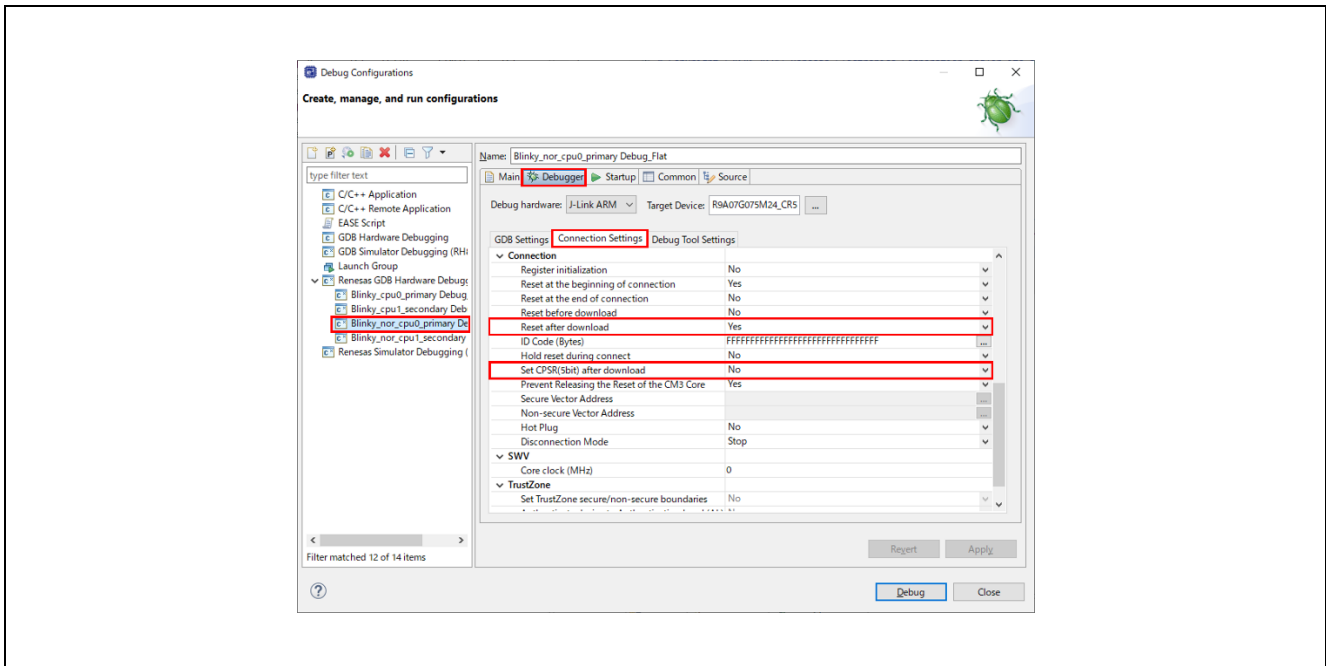 Debug Configurations
Create, manage, and run configurations
type filter text
C/C++ Application
C/C++ Remote Application
EASE Script
GDB Hardware Debugging
GDB Simulator Debugging (RH
Launch Group
Renesas GDB Hardware Debug
Blinky_cpu0_primary Debug_
Blinky_cpu1_secondary Deb
Blinky_nor_cpu0_primary De
Blinky_nor_cpu1_secondary
Renesas Simulator Debugging (
Filter matched 12 of 14 items
Name: Blinky_nor_cpu0_primary Debug_Flat
Main Debugger Startup Common Source
Debug hardware: J-Link ARM Target Device: R9A07G075M24_CR5 ...
GDB Settings Connection Settings Debug Tool Settings
Connection
Register initialization No
Reset at the beginning of connection Yes
Reset at the end of connection No
Reset before download No
Reset after download Yes
ID Code (Bytes) FFFFFFFFFFFFFFFFFFFFFFFFFFFFFFFF ...
Hold reset during connect No
Set CPSR(5bit) after download No
Prevent Releasing the Reset of the CM3 Core Yes
Secure Vector Address ...
Non-secure Vector Address ...
Hot Plug No
Disconnection Mode Stop
SWV
Core clock (MHz) 0
TrustZone
Set TrustZone secure/non-secure boundaries No
Revert Apply
Debug Close